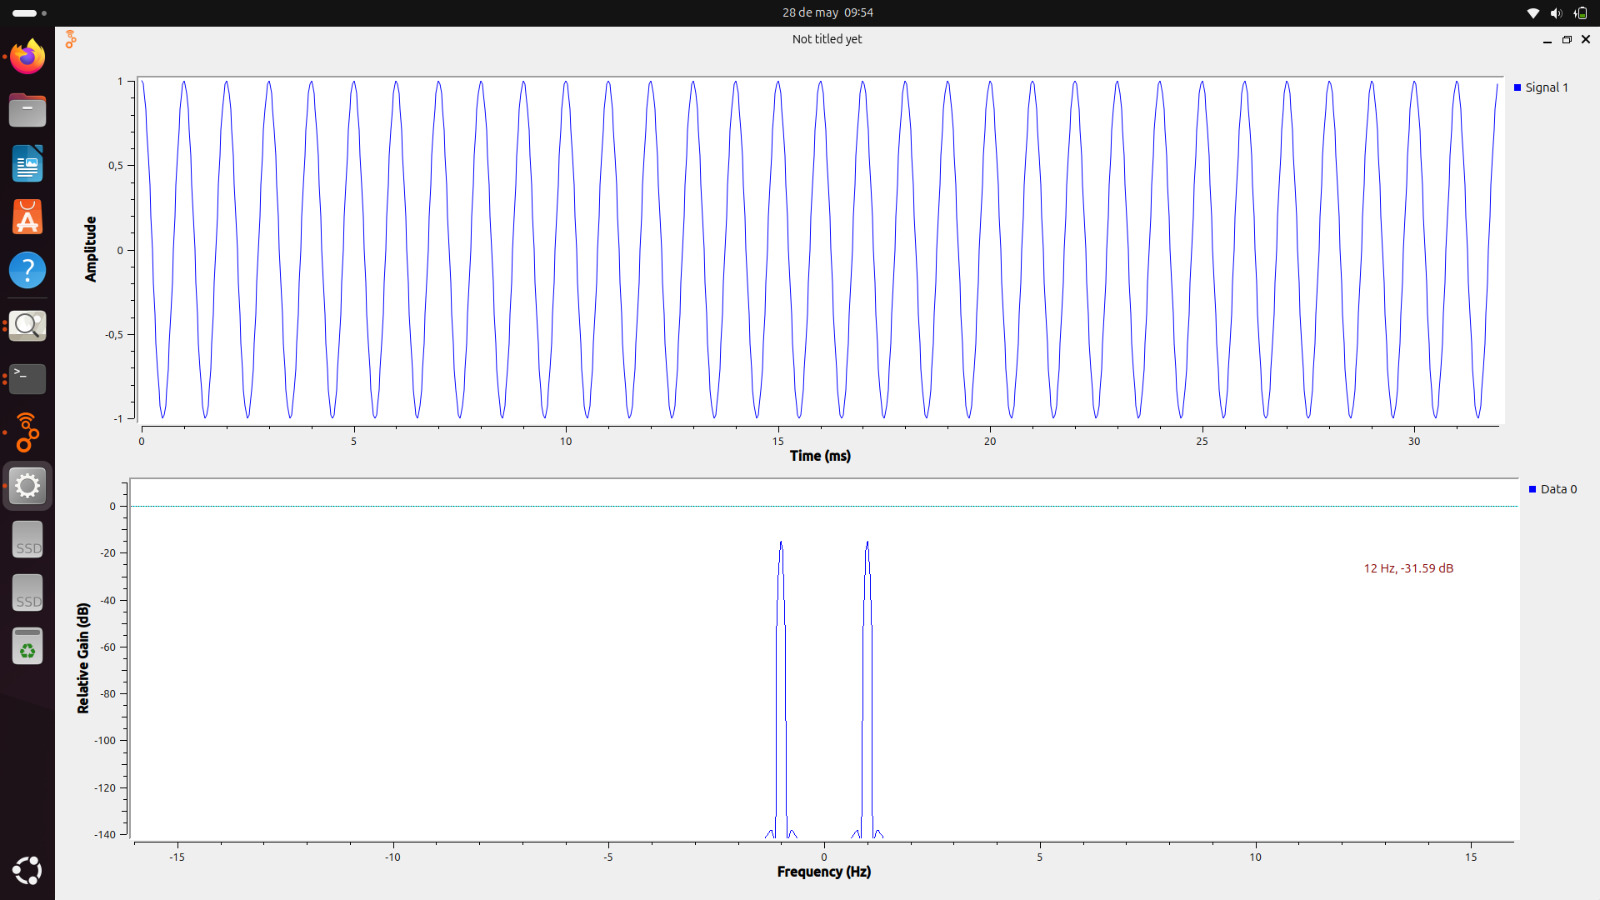 28 de may 09:54
Not titled yet
Signal 1
Amplitude
1
0,5
0
-0,5
-1
0 5 10 15 20 25 30
Time (ms)
Data 0
12 Hz, -31.59 dB
Relative Gain (dB)
0
-20
-40
-60
-80
-100
-120
-140
-15 -10 -5 0 5 10 15
Frequency (Hz)
A
?
>_
SSD
SSD